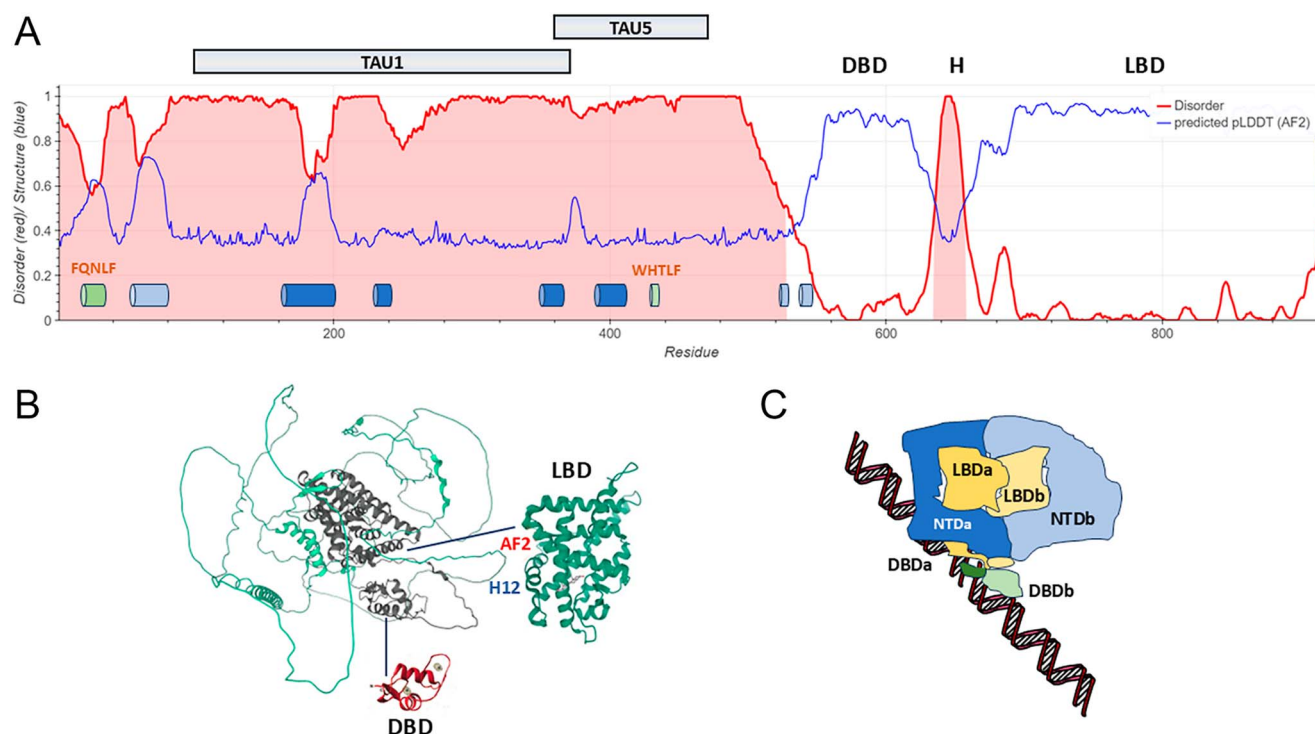 A
TAU5
TAU1
DBD H LBD
Disorder (red)/ Structure (blue)
1
0.8
0.6
0.4
0.2
0
Disorder
predicted pLDDT (AF2)
FQNLF
WHTLF
200 400 600 800
Residue
B
LBD
AF2
H12
DBD
C
LBDa
LBDb
NTDa
NTDb
DBDa
DBDb